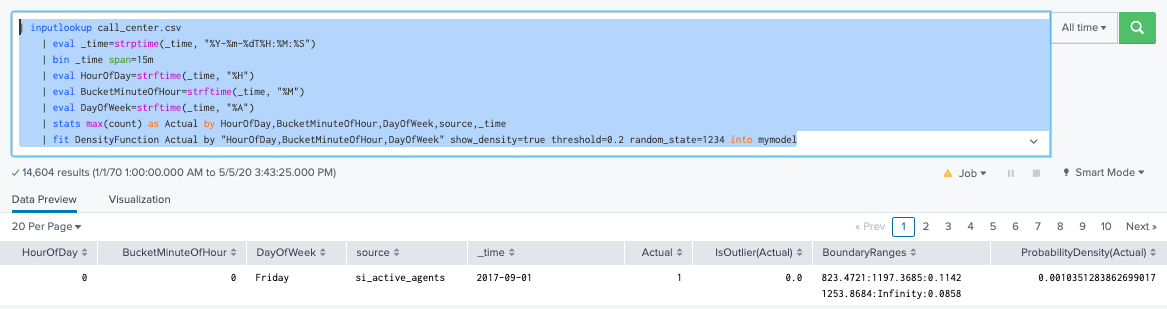 | inputlookup call_center.csv
| eval _time=strptime(_time, "%Y-%m-%dT%H:%M:%S")
| bin _time span=15m
| eval HourOfDay=strftime(_time, "%H")
| eval BucketMinuteOfHour=strftime(_time, "%M")
| eval DayOfWeek=strftime(_time, "%A")
| stats max(count) as Actual by HourOfDay,BucketMinuteOfHour,DayOfWeek,source,_time
| fit DensityFunction Actual by "HourOfDay,BucketMinuteOfHour,DayOfWeek" show_density=true threshold=0.2 random_state=1234 into mymodel
All time
14,604 results (1/1/70 1:00:00.000 AM to 5/5/20 3:43:25.000 PM)
Job
Smart Mode
Data Preview
Visualization
20 Per Page
« Prev 1 2 3 4 5 6 7 8 9 10 Next »
HourOfDay BucketMinuteOfHour DayOfWeek source _time Actual IsOutlier(Actual) BoundaryRanges ProbabilityDensity(Actual)
0 0 Friday si_active_agents 2017-09-01 1 0.0 823.4721:1197.3685:0.1142 0.0010351283862699017
1253.8684:Infinity:0.0858